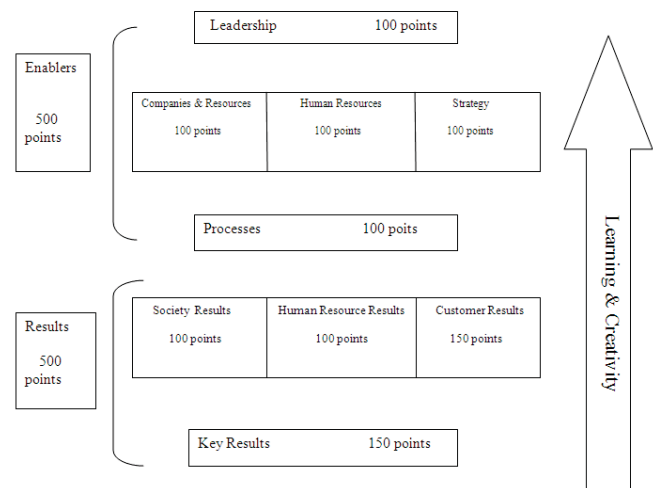 Leadership 100 points
Enablers
500
points
Companies & Resources
100 points
Human Resources
100 points
Strategy
100 points
Processes 100 poits
Results
500
points
Society Results
100 points
Human Resource Results
100 points
Customer Results
150 points
Key Results 150 points
Learning & Creativity